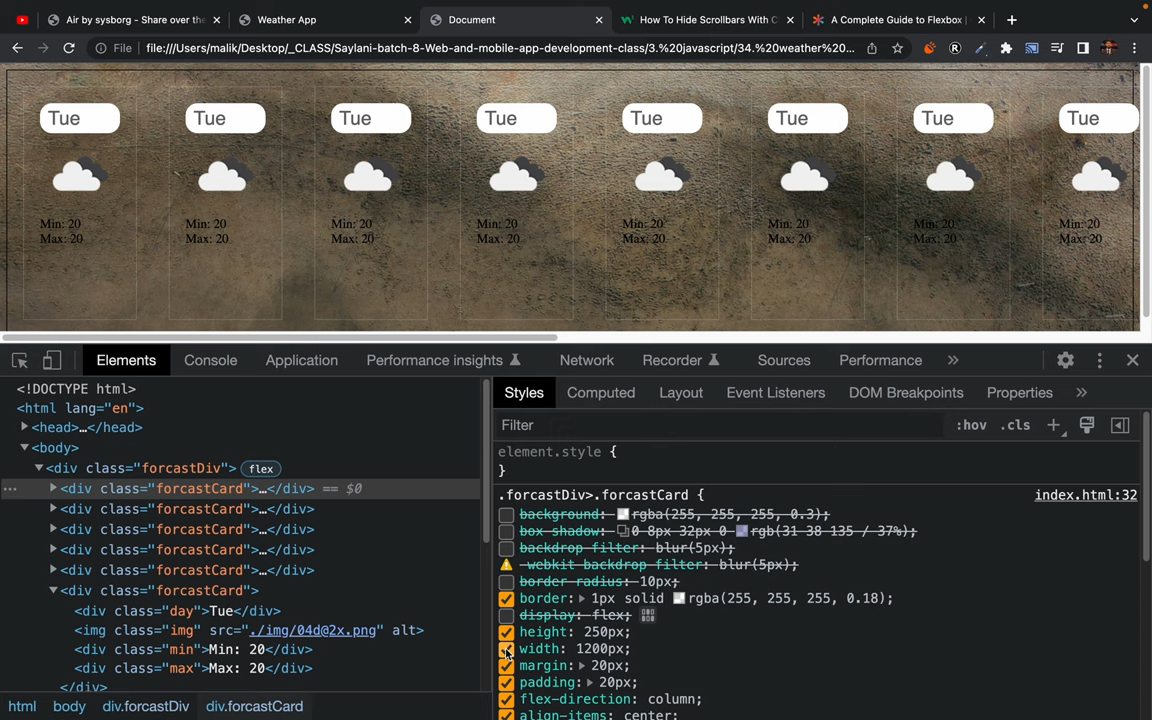 Air by sysborg - Share over the
Weather App
Document
How To Hide Scrollbars With C
A Complete Guide to Flexbox
File file:///Users/malik/Desktop/_CLASS/Saylani-batch-8-Web-and-mobile-app-development-class/3.%20javascript/34.%20weather%20...
Tue Tue Tue Tue Tue Tue Tue Tue
Min: 20 Min: 20 Min: 20 Min: 20 Min: 20 Min: 20 Min: 20 Min: 20
Max: 20 Max: 20 Max: 20 Max: 20 Max: 20 Max: 20 Max: 20 Max: 20
Elements Console Application Performance insights Network Recorder Sources Performance »
Styles Computed Layout Event Listeners DOM Breakpoints Properties »
Filter :hov .cls +
<!DOCTYPE html>
<html lang="en">
<head>…</head>
<body>
<div class="forcastDiv"> flex
<div class="forcastCard">…</div> == $0
<div class="forcastCard">…</div>
<div class="forcastCard">…</div>
<div class="forcastCard">…</div>
<div class="forcastCard">…</div>
<div class="forcastCard">
<div class="day">Tue</div>
<img class="img" src="./img/04d@2x.png" alt>
<div class="min">Min: 20</div>
<div class="max">Max: 20</div>
</div>
html body div.forcastDiv div.forcastCard
element.style {
}
.forcastDiv>.forcastCard { index.html:32
background: rgba(255, 255, 255, 0.3);
box-shadow: 0 8px 32px 0 rgb(31 38 135 / 37%);
backdrop-filter: blur(5px);
-webkit-backdrop-filter: blur(5px);
border-radius: 10px;
border: 1px solid rgba(255, 255, 255, 0.18);
display: flex;
height: 250px;
width: 1200px;
margin: 20px;
padding: 20px;
flex-direction: column;
align-items: center;